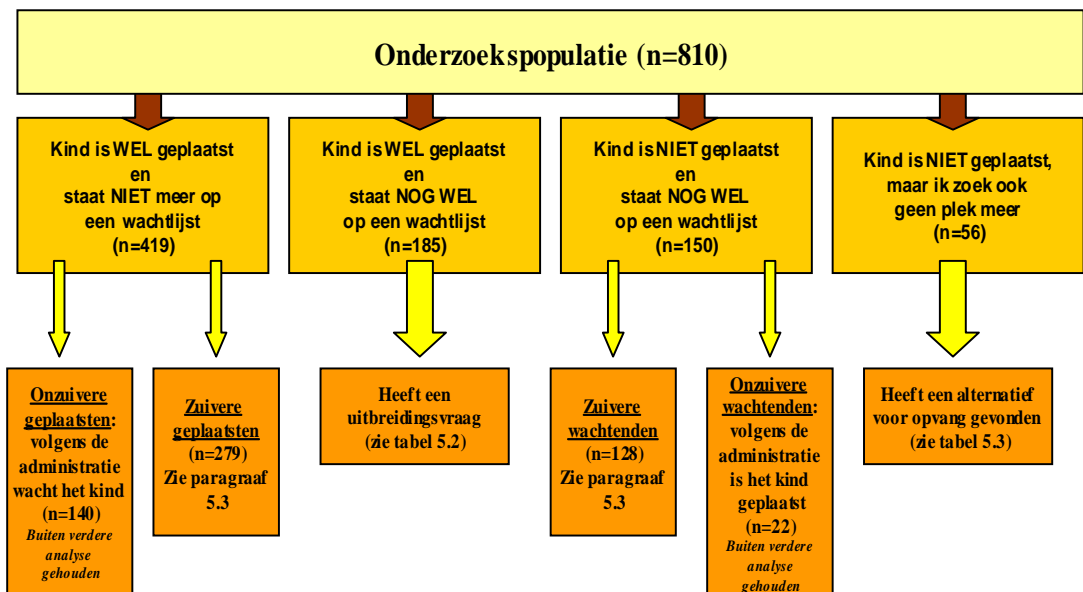 Onderzoekspopulatie (n=810)
Kind is WEL geplaatst
en
staat NIET meer op
een wachtlijst
(n=419)
Kind is WEL geplaatst
en
staat NOG WEL
op een wachtlijst
(n=185)
Kind is NIET geplaatst
en
staat NOG WEL
op een wachtlijst
(n=150)
Kind is NIET geplaatst,
maar ik zoek ook
geen plek meer
(n=56)
Onzuivere
geplaatsten:
volgens de
administratie
wacht het kind
(n=140)
Buiten verdere
analyse
gehouden
Zuivere
geplaatsten
(n=279)
Zie paragraaf
5.3
Heeft een
uitbreidingsvraag
(zie tabel 5.2)
Zuivere
wachtenden
(n=128)
Zie paragraaf
5.3
Onzuivere
wachtenden:
volgens de
administratie
is het kind
geplaatst
(n=22)
Buiten verdere
analyse
gehouden
Heeft een alternatief
voor opvang gevonden
(zie tabel 5.3)